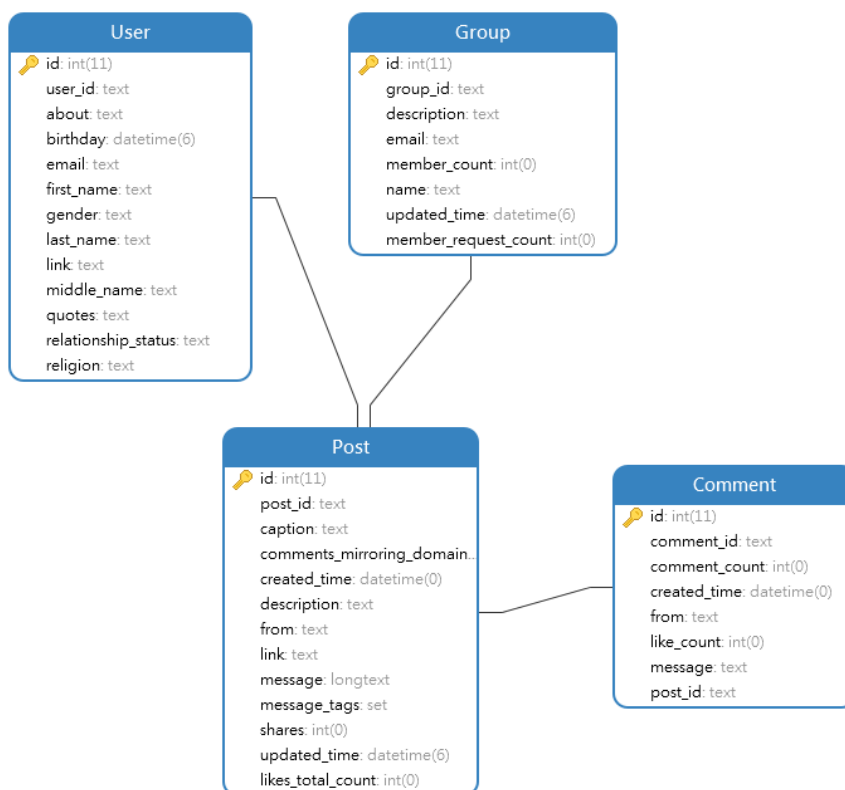 User
id: int(11)
user_id: text
about: text
birthday: datetime(6)
email: text
first_name: text
gender: text
last_name: text
link: text
middle_name: text
quotes: text
relationship_status: text
religion: text
Group
id: int(11)
group_id: text
description: text
email: text
member_count: int(0)
name: text
updated_time: datetime(6)
member_request_count: int(0)
Post
id: int(11)
post_id: text
caption: text
comments_mirroring_domain...
created_time: datetime(0)
description: text
from: text
link: text
message: longtext
message_tags: set
shares: int(0)
updated_time: datetime(6)
likes_total_count: int(0)
Comment
id: int(11)
comment_id: text
comment_count: int(0)
created_time: datetime(0)
from: text
like_count: int(0)
message: text
post_id: text